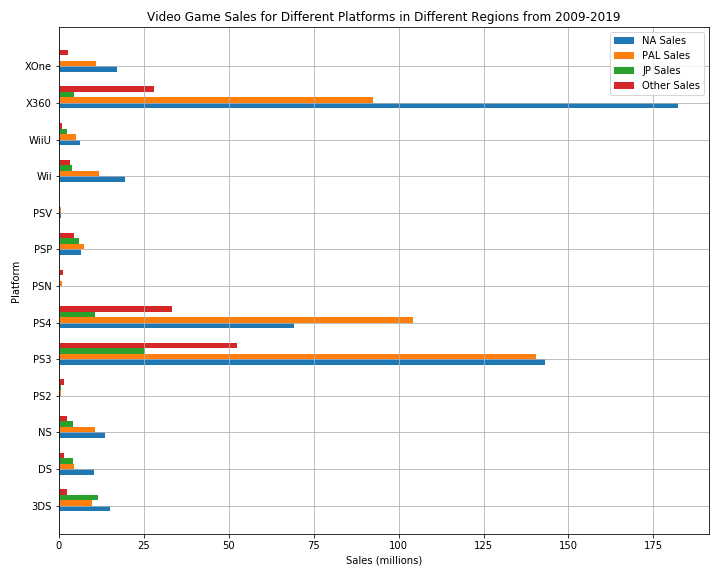 Video Game Sales for Different Platforms in Different Regions from 2009-2019
NA Sales
PAL Sales
JP Sales
Other Sales
XOne
X360
WiiU
Wii
PSV
PSP
PSN
PS4
PS3
PS2
NS
DS
3DS
Platform
0 25 50 75 100 125 150 175
Sales (millions)